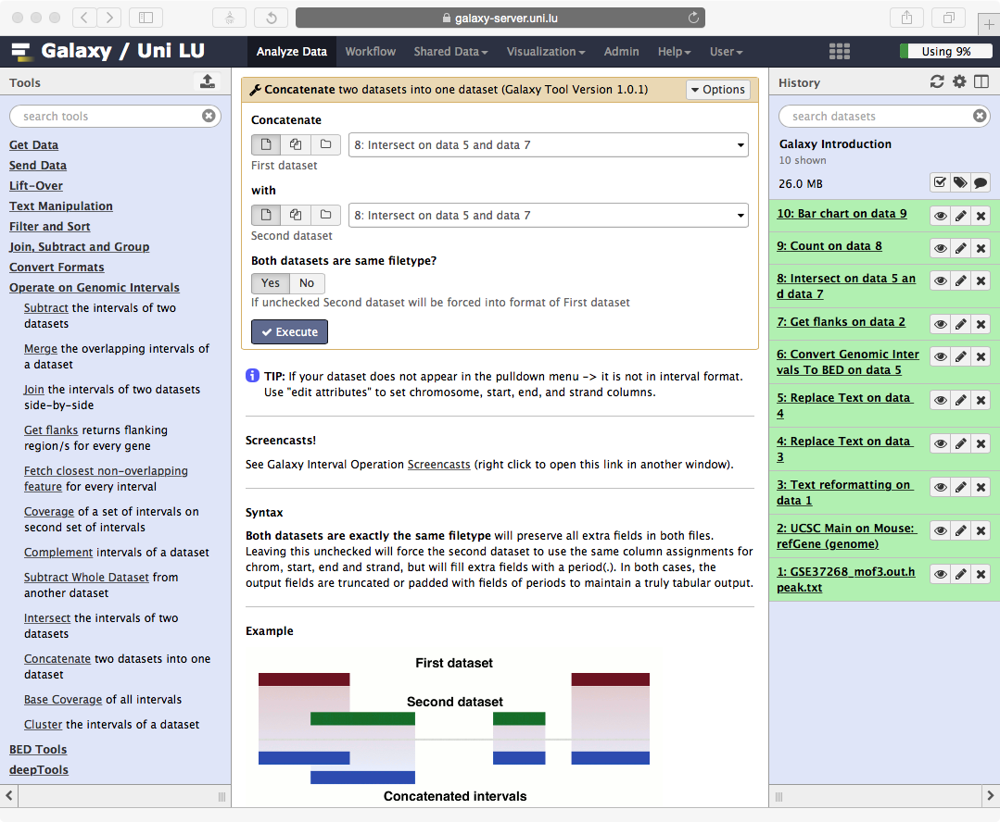 galaxy-server.uni.lu
Galaxy / Uni LU
Analyze Data
Workflow
Shared Data
Visualization
Admin
Help
User
Using 9%
Tools
search tools
Get Data
Send Data
Lift-Over
Text Manipulation
Filter and Sort
Join, Subtract and Group
Convert Formats
Operate on Genomic Intervals
Subtract the intervals of two
datasets
Merge the overlapping intervals of
a dataset
Join the intervals of two datasets
side-by-side
Get flanks returns flanking
region/s for every gene
Fetch closest non-overlapping
feature for every interval
Coverage of a set of intervals on
second set of intervals
Complement intervals of a dataset
Subtract Whole Dataset from
another dataset
Intersect the intervals of two
datasets
Concatenate two datasets into one
dataset
Base Coverage of all intervals
Cluster the intervals of a dataset
BED Tools
deepTools
Concatenate two datasets into one dataset (Galaxy Tool Version 1.0.1)
Options
Concatenate
8: Intersect on data 5 and data 7
First dataset
with
8: Intersect on data 5 and data 7
Second dataset
Both datasets are same filetype?
Yes No
If unchecked Second dataset will be forced into format of First dataset
Execute
TIP: If your dataset does not appear in the pulldown menu -> it is not in interval format.
Use "edit attributes" to set chromosome, start, end, and strand columns.
Screencasts!
See Galaxy Interval Operation Screencasts (right click to open this link in another window).
Syntax
Both datasets are exactly the same filetype will preserve all extra fields in both files.
Leaving this unchecked will force the second dataset to use the same column assignments for
chrom, start, end and strand, but will fill extra fields with a period(.). In both cases, the
output fields are truncated or padded with fields of periods to maintain a truly tabular output.
Example
First dataset
Second dataset
Concatenated intervals
History
search datasets
Galaxy Introduction
10 shown
26.0 MB
10: Bar chart on data 9
9: Count on data 8
8: Intersect on data 5 an
d data 7
7: Get flanks on data 2
6: Convert Genomic Inter
vals To BED on data 5
5: Replace Text on data
4
4: Replace Text on data
3
3: Text reformatting on
data 1
2: UCSC Main on Mouse:
refGene (genome)
1: GSE37268_mof3.out.h
peak.txt